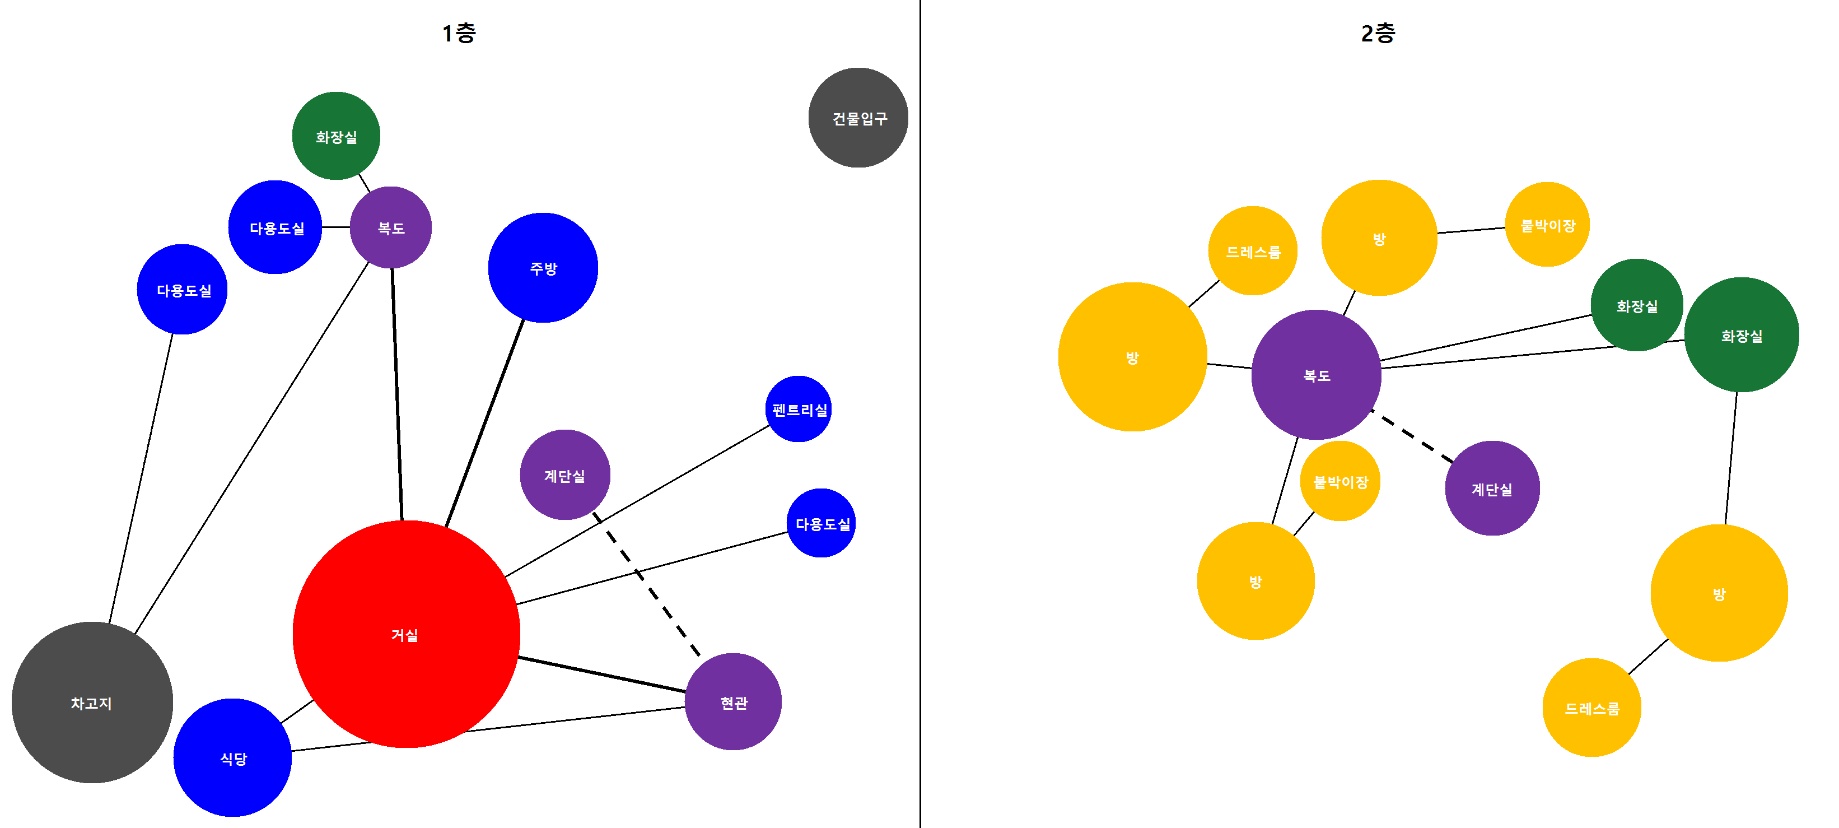 1층
건물입구
화장실
다용도실
복도
다용도실
주방
펜트리실
계단실
다용도실
거실
차고지
현관
식당
2층
드레스룸
방
붙박이장
화장실
화장실
방
복도
붙박이장
계단실
방
방
드레스룸